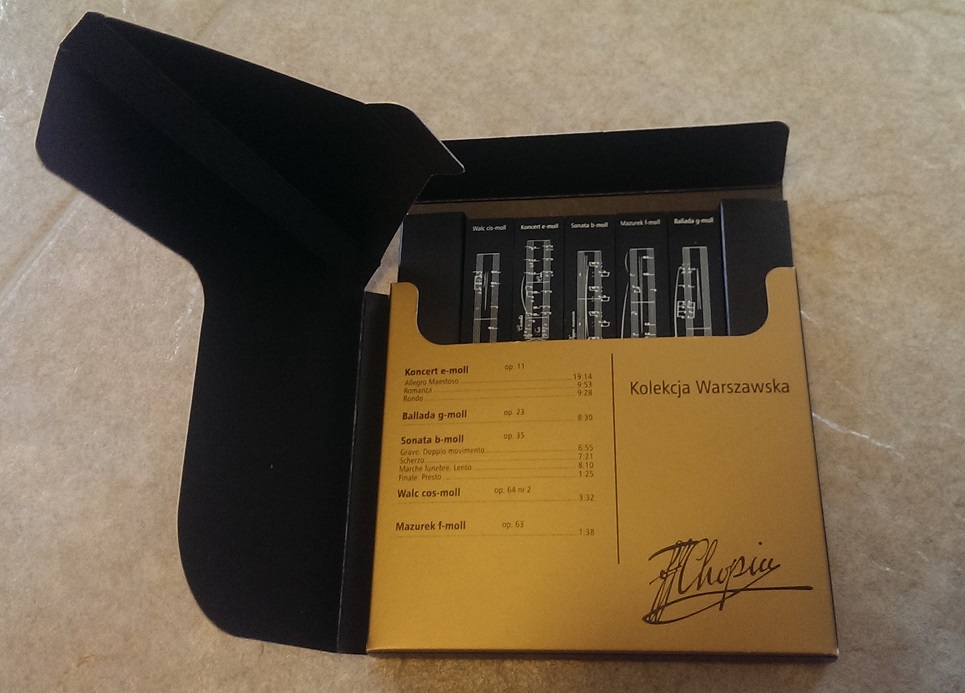 Walc cis-moll
Koncert e-moll
Sonata b-moll
Mazurek f-moll
Ballada g-moll
Koncert e-moll op. 11
Allegro Maestoso 19:14
Romanza 9:53
Rondo 9:28
Ballada g-moll op. 23
8:30
Sonata b-moll op. 35
Grave. Doppio movimento 6:55
Scherzo 7:21
Marche funebre. Lento 8:10
Finale. Presto 1:25
Walc cos-moll op. 64 nr 2
3:32
Mazurek f-moll op. 63
1:38
Kolekcja Warszawska
FFChopin